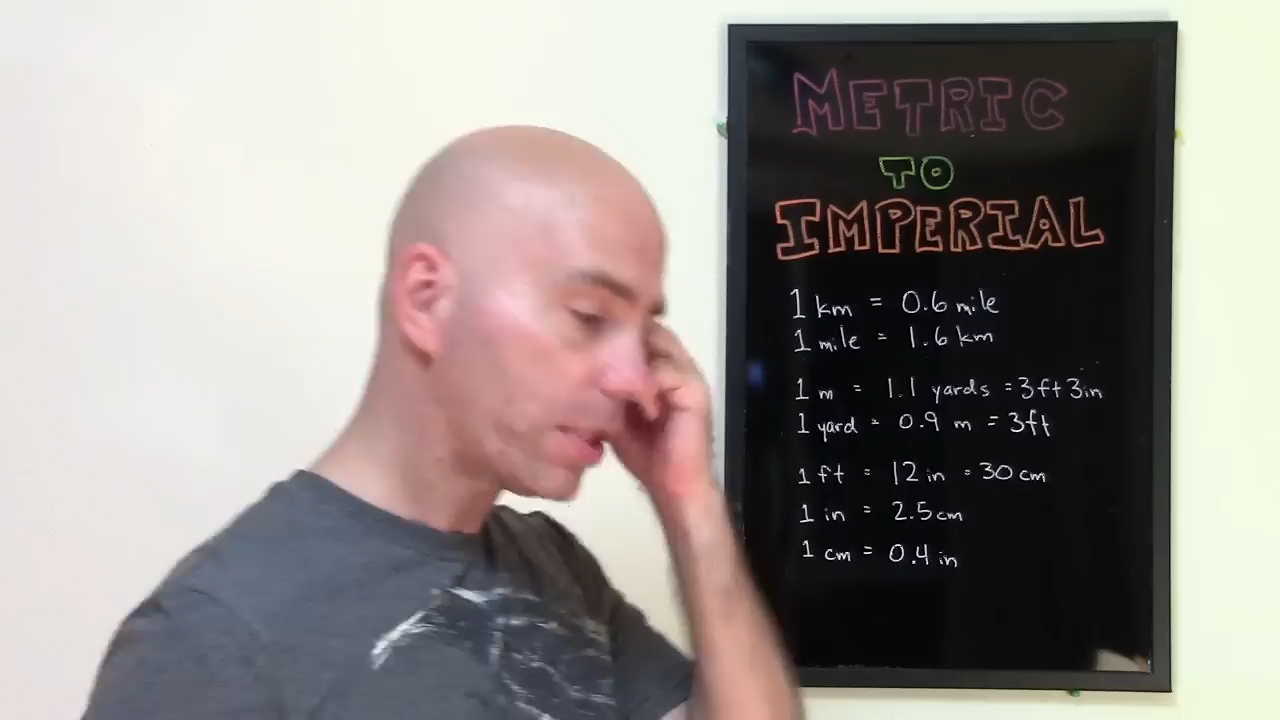 METRIC
TO
IMPERIAL
1 km = 0.6 mile
1 mile = 1.6 km
1 m = 1.1 yards = 3ft 3in
1 yard = 0.9 m = 3ft
1 ft = 12 in = 30 cm
1 in = 2.5 cm
1 cm = 0.4 in